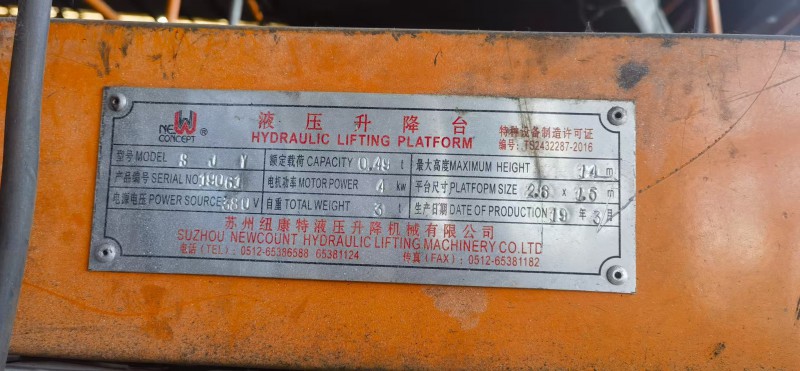 NEW CONCEPT ®
液压升降台
HYDRAULIC LIFTING PLATFORM
特种设备制造许可证
编号: TS2432287-2016
型号 MODEL S J Y 额定载荷 CAPACITY 0.49 t 最大高度 MAXIMUM HEIGHT 14 m
产品编号 SERIAL NO 19061 电机功率 MOTOR POWER 4 kw 平台尺寸 PLATFOPM SIZE 2.6 x 1.5 m
电源电压 POWER SOURCE 380 V 自重 TOTAL WEIGHT 3 t 生产日期 DATE OF PRODUCTION 19 年 3 月
苏州纽康特液压升降机械有限公司
SUZHOU NEWCOUNT HYDRAULIC LIFTING MACHINERY CO.LTD
电话（TEL）: 0512-65386588 65381124 传真（FAX）: 0512-65381182